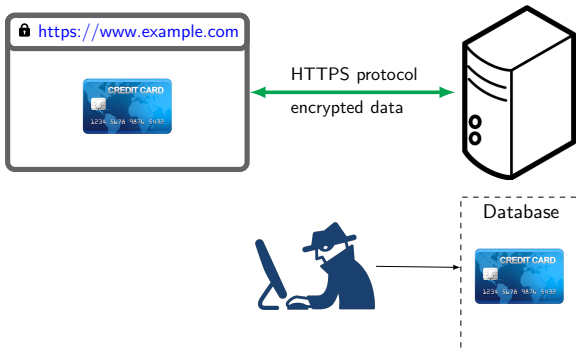 https://www.example.com
CREDIT CARD
1234 5678 9876 5432
HTTPS protocol
encrypted data
Database
CREDIT CARD
1234 5678 9876 5432